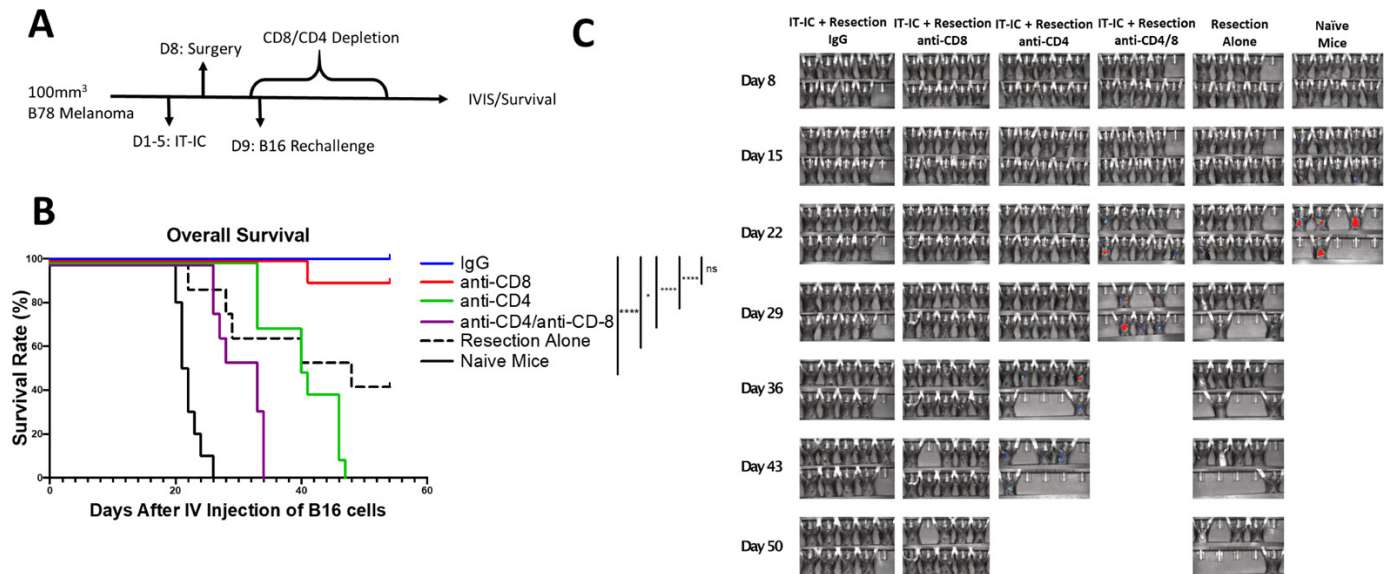 A
D8: Surgery
CD8/CD4 Depletion
100mm³
B78 Melanoma
IVIS/Survival
D1-5: IT-IC
D9: B16 Rechallenge
B
Overall Survival
Survival Rate (%)
100
80
60
40
20
0
0
20
40
60
Days After IV Injection of B16 cells
IgG
anti-CD8
anti-CD4
anti-CD4/anti-CD-8
Resection Alone
Naive Mice
****
*
****
****
ns
C
IT-IC + Resection
IgG
IT-IC + Resection
anti-CD8
IT-IC + Resection
anti-CD4
IT-IC + Resection
anti-CD4/8
Resection
Alone
Naïve
Mice
Day 8
Day 15
Day 22
Day 29
Day 36
Day 43
Day 50